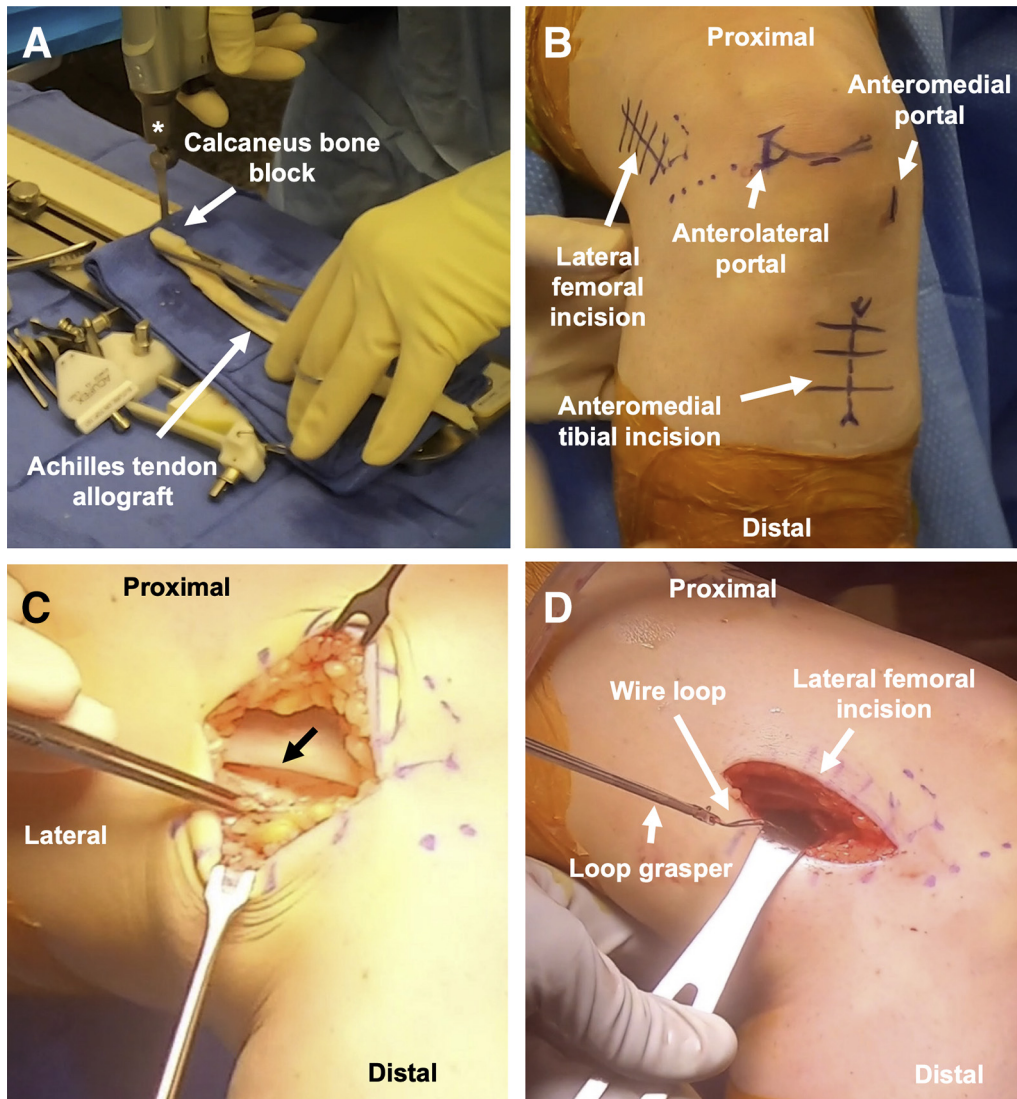 A
*
Calcaneus bone
block
Achilles tendon
allograft
B
Proximal
Anteromedial
portal
Lateral
femoral
incision
Anterolateral
portal
Anteromedial
tibial incision
Distal
C
Proximal
Lateral
Distal
D
Proximal
Wire loop
Lateral femoral
incision
Loop grasper
Distal